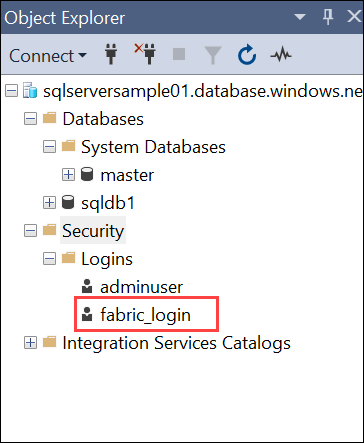 Object Explorer
Connect
sqlserversample01.database.windows.ne
Databases
System Databases
master
sqldb1
Security
Logins
adminuser
fabric_login
Integration Services Catalogs